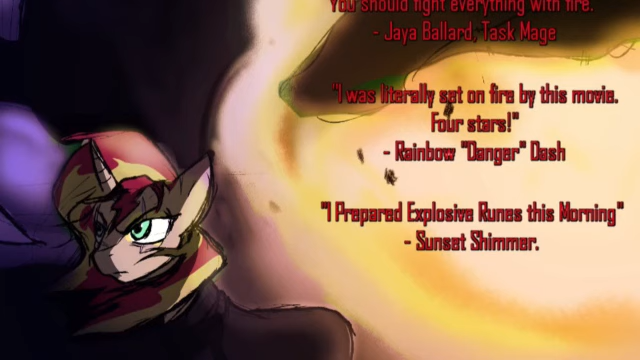 You should fight everything with fire."
- Jaya Ballard, Task Mage
"I was literally set on fire by this movie.
Four stars!"
- Rainbow "Danger" Dash
"I Prepared Explosive Runes this Morning"
- Sunset Shimmer.